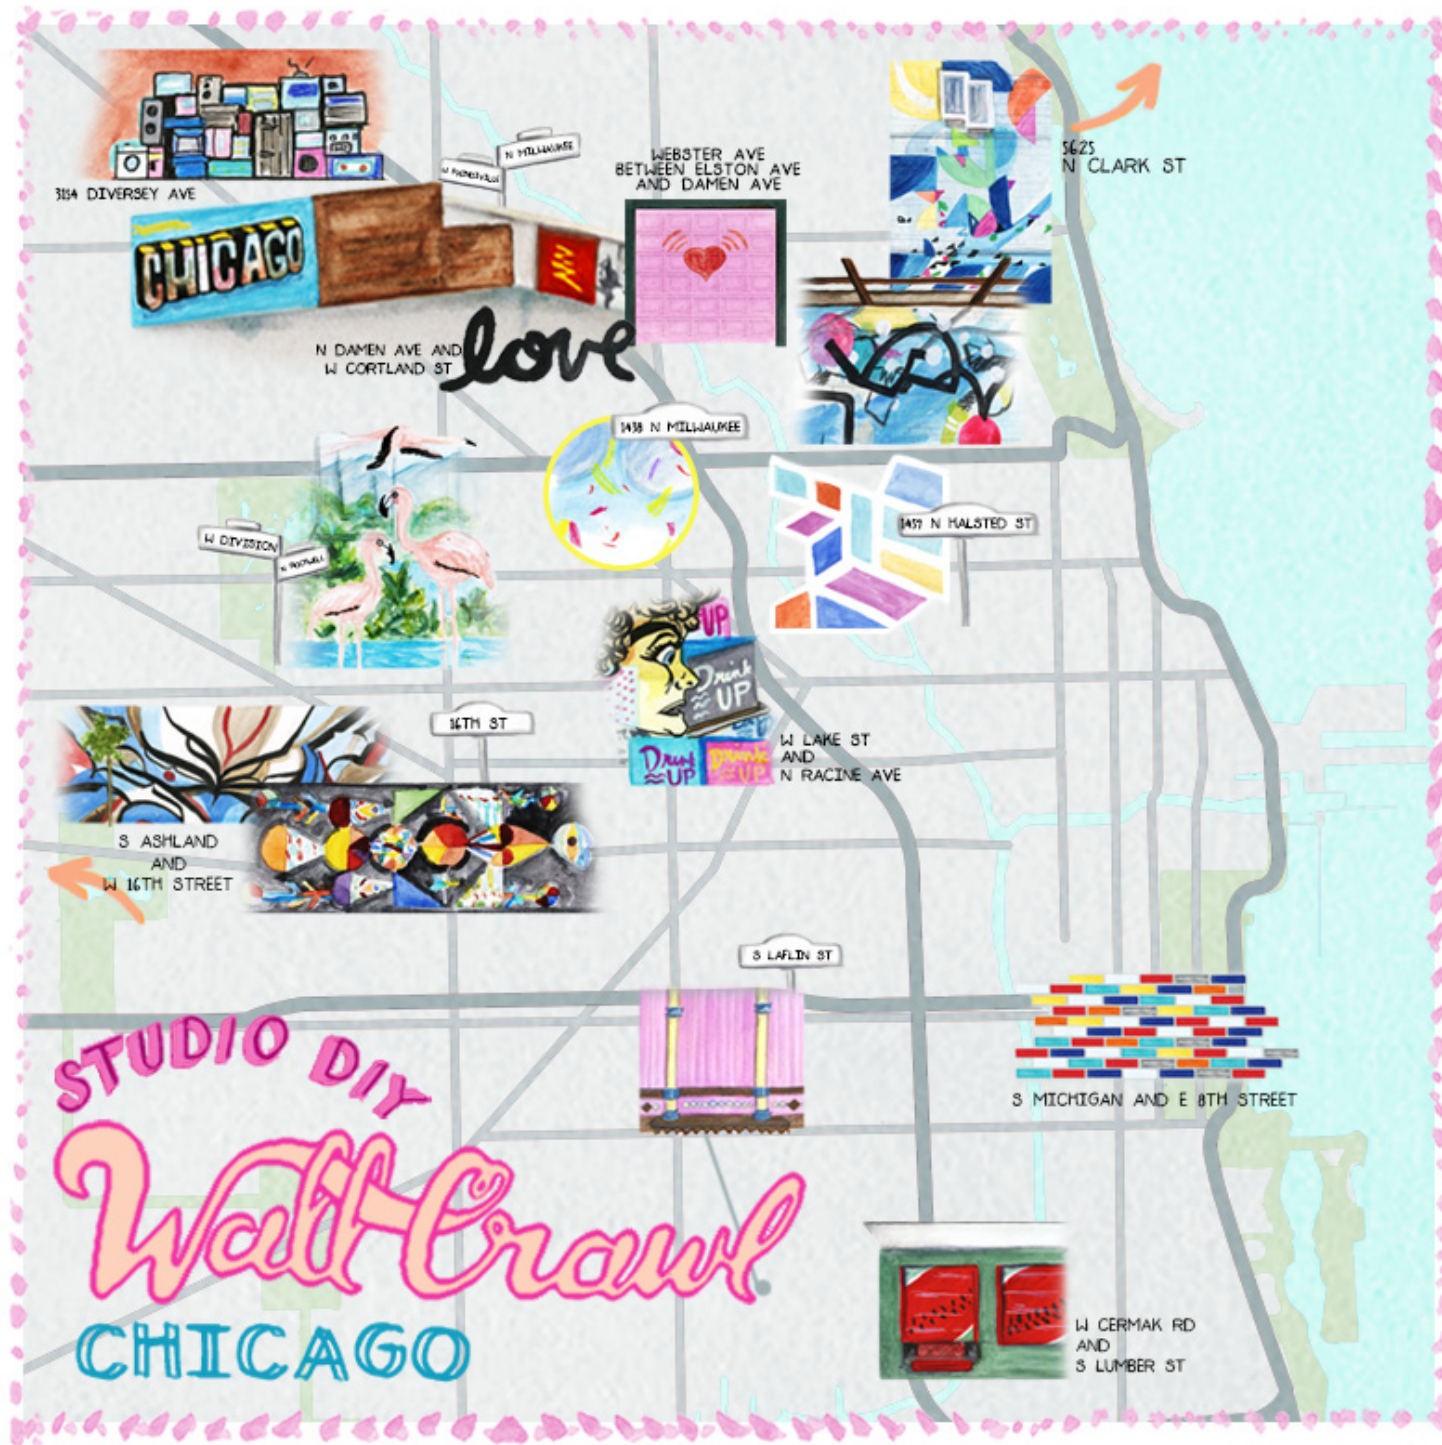 3134 DIVERSEY AVE
N MILWAUKEE
WEBSTER AVE
BETWEEN ELSTON AVE
AND DAMEN AVE
5625
N CLARK ST
CHICAGO
N DAMEN AVE AND
W CORTLAND ST
love
1438 N MILWAUKEE
1457 N HALSTED ST
W DIVISION
UP
Drink
UP
Drink
UP
Drink
UP
W LAKE ST
AND
N RACINE AVE
16TH ST
S ASHLAND
AND
W 16TH STREET
S LAFLIN ST
S MICHIGAN AND E 8TH STREET
STUDIO DIY
Wall Crawl
CHICAGO
W CERMAK RD
AND
S LUMBER ST